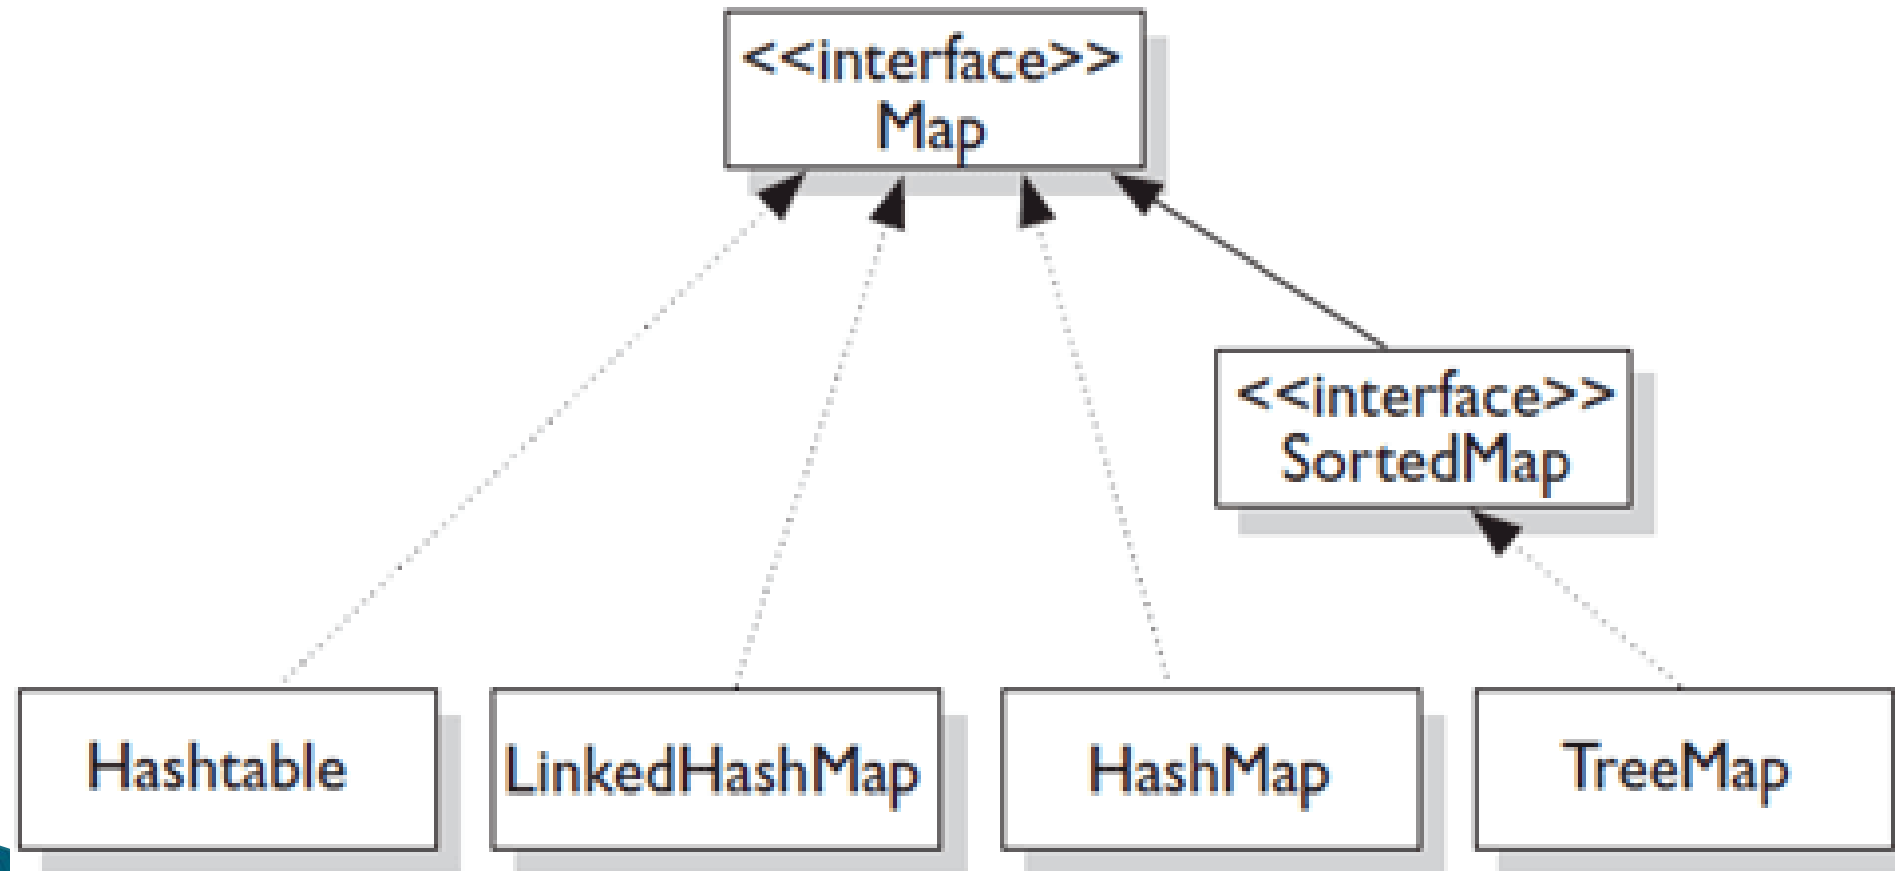 <<interface>>
Map
<<interface>>
SortedMap
Hashtable
LinkedHashMap
HashMap
TreeMap